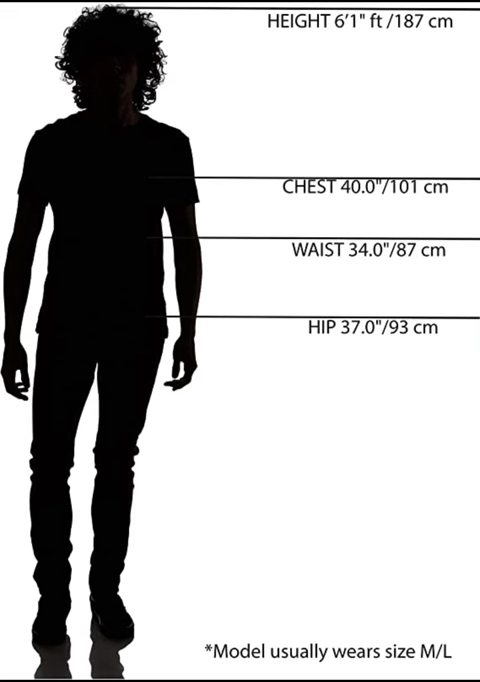 HEIGHT 6’1" ft /187 cm
CHEST 40.0"/101 cm
WAIST 34.0"/87 cm
HIP 37.0"/93 cm
*Model usually wears size M/L